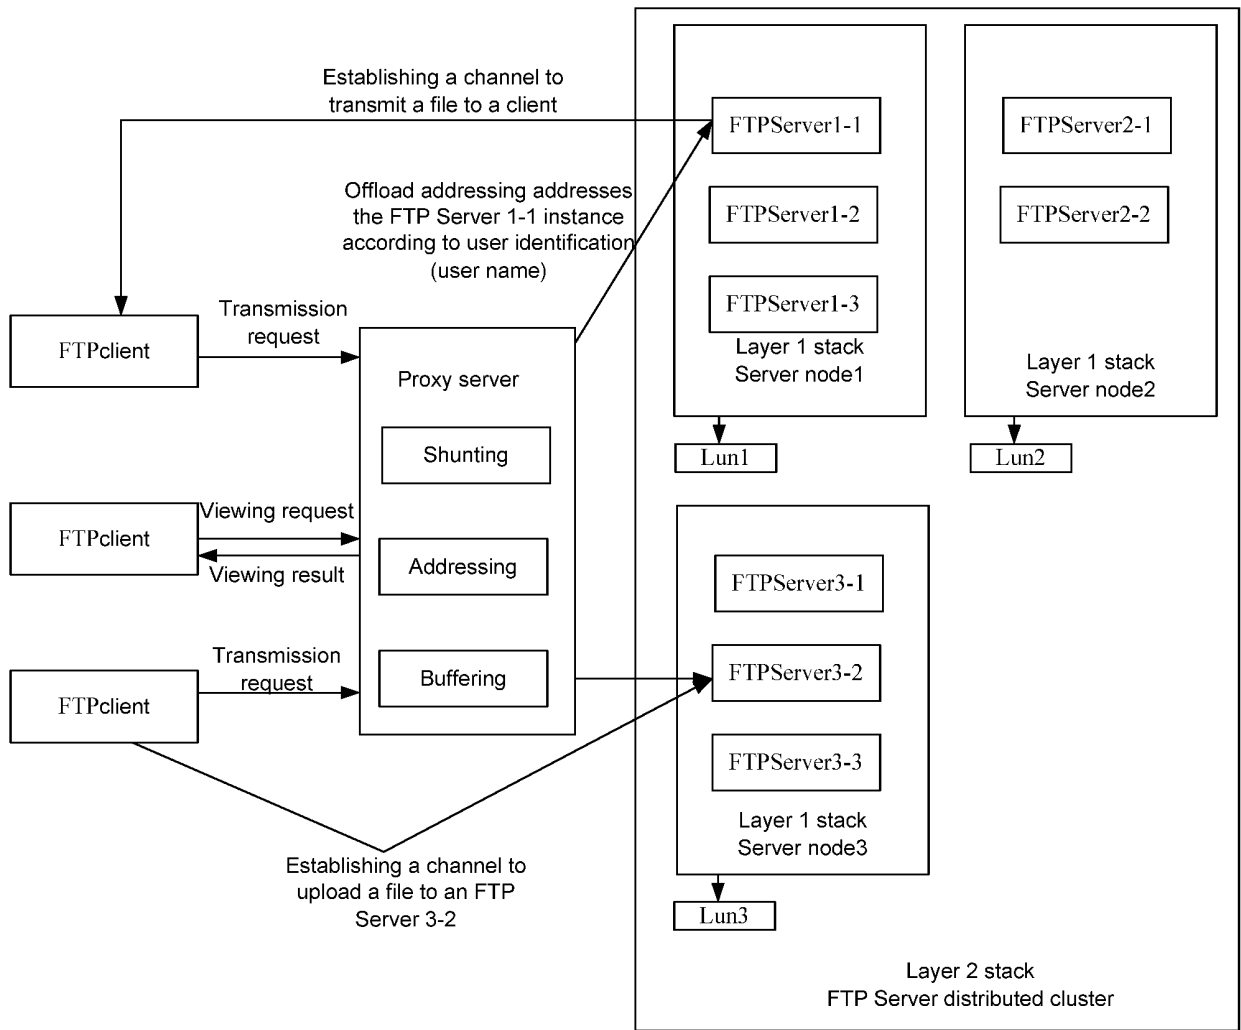 Establishing a channel to
transmit a file to a client
Offload addressing addresses
the FTP Server 1-1 instance
according to user identification
(user name)
FTPclient
Transmission
request
FTPclient
Viewing request
Viewing result
FTPclient
Transmission
request
Proxy server
Shunting
Addressing
Buffering
Establishing a channel to
upload a file to an FTP
Server 3-2
FTPServer1-1
FTPServer1-2
FTPServer1-3
Layer 1 stack
Server node1
Lun1
FTPServer2-1
FTPServer2-2
Layer 1 stack
Server node2
Lun2
FTPServer3-1
FTPServer3-2
FTPServer3-3
Layer 1 stack
Server node3
Lun3
Layer 2 stack
FTP Server distributed cluster